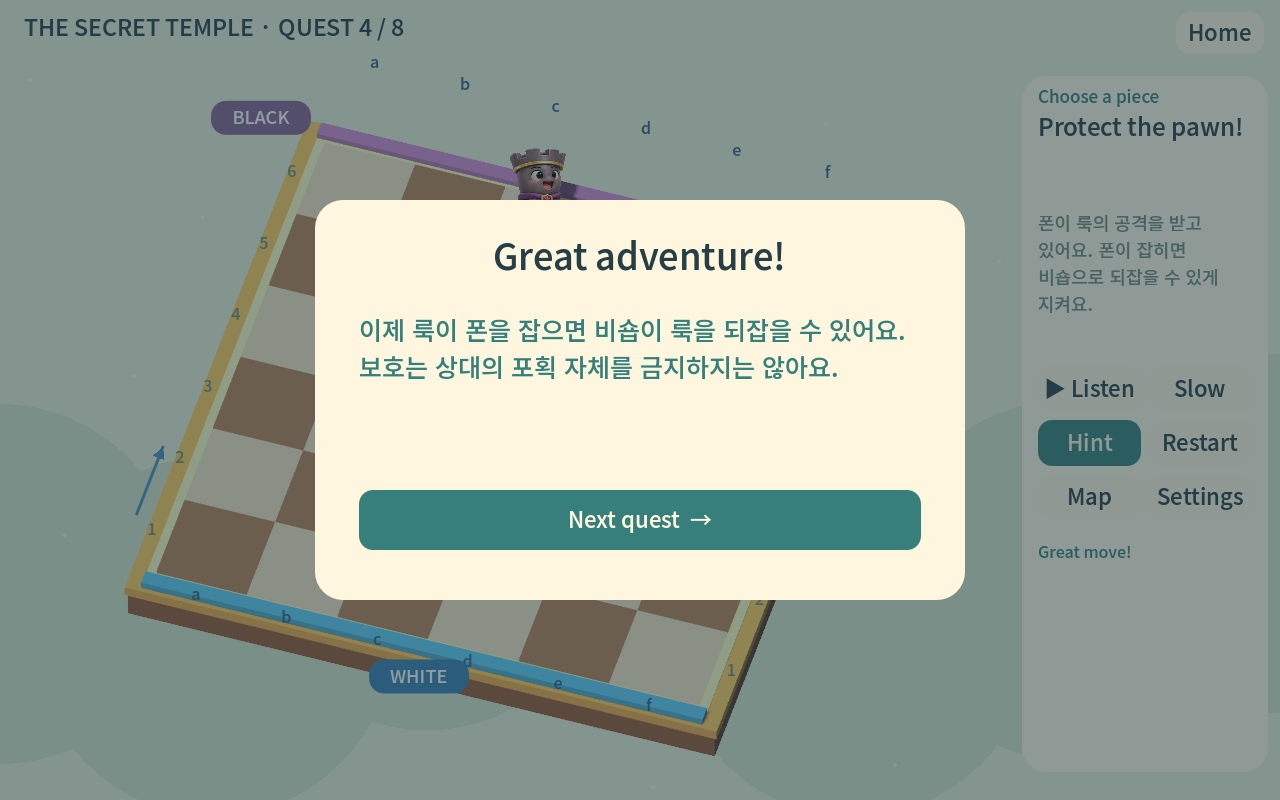 THE SECRET TEMPLE · QUEST 4 / 8
Home
a
b
c
d
e
f
BLACK
6
5
4
3
2
1
Great adventure!
이제 룩이 폰을 잡으면 비숍이 룩을 되잡을 수 있어요.
보호는 상대의 포획 자체를 금지하지는 않아요.
Next quest →
2
1
a
b
c
d
e
f
WHITE
Choose a piece
Protect the pawn!
폰이 룩의 공격을 받고
있어요. 폰이 잡히면
비숍으로 되잡을 수 있게
지켜요.
▶ Listen
Slow
Hint
Restart
Map
Settings
Great move!